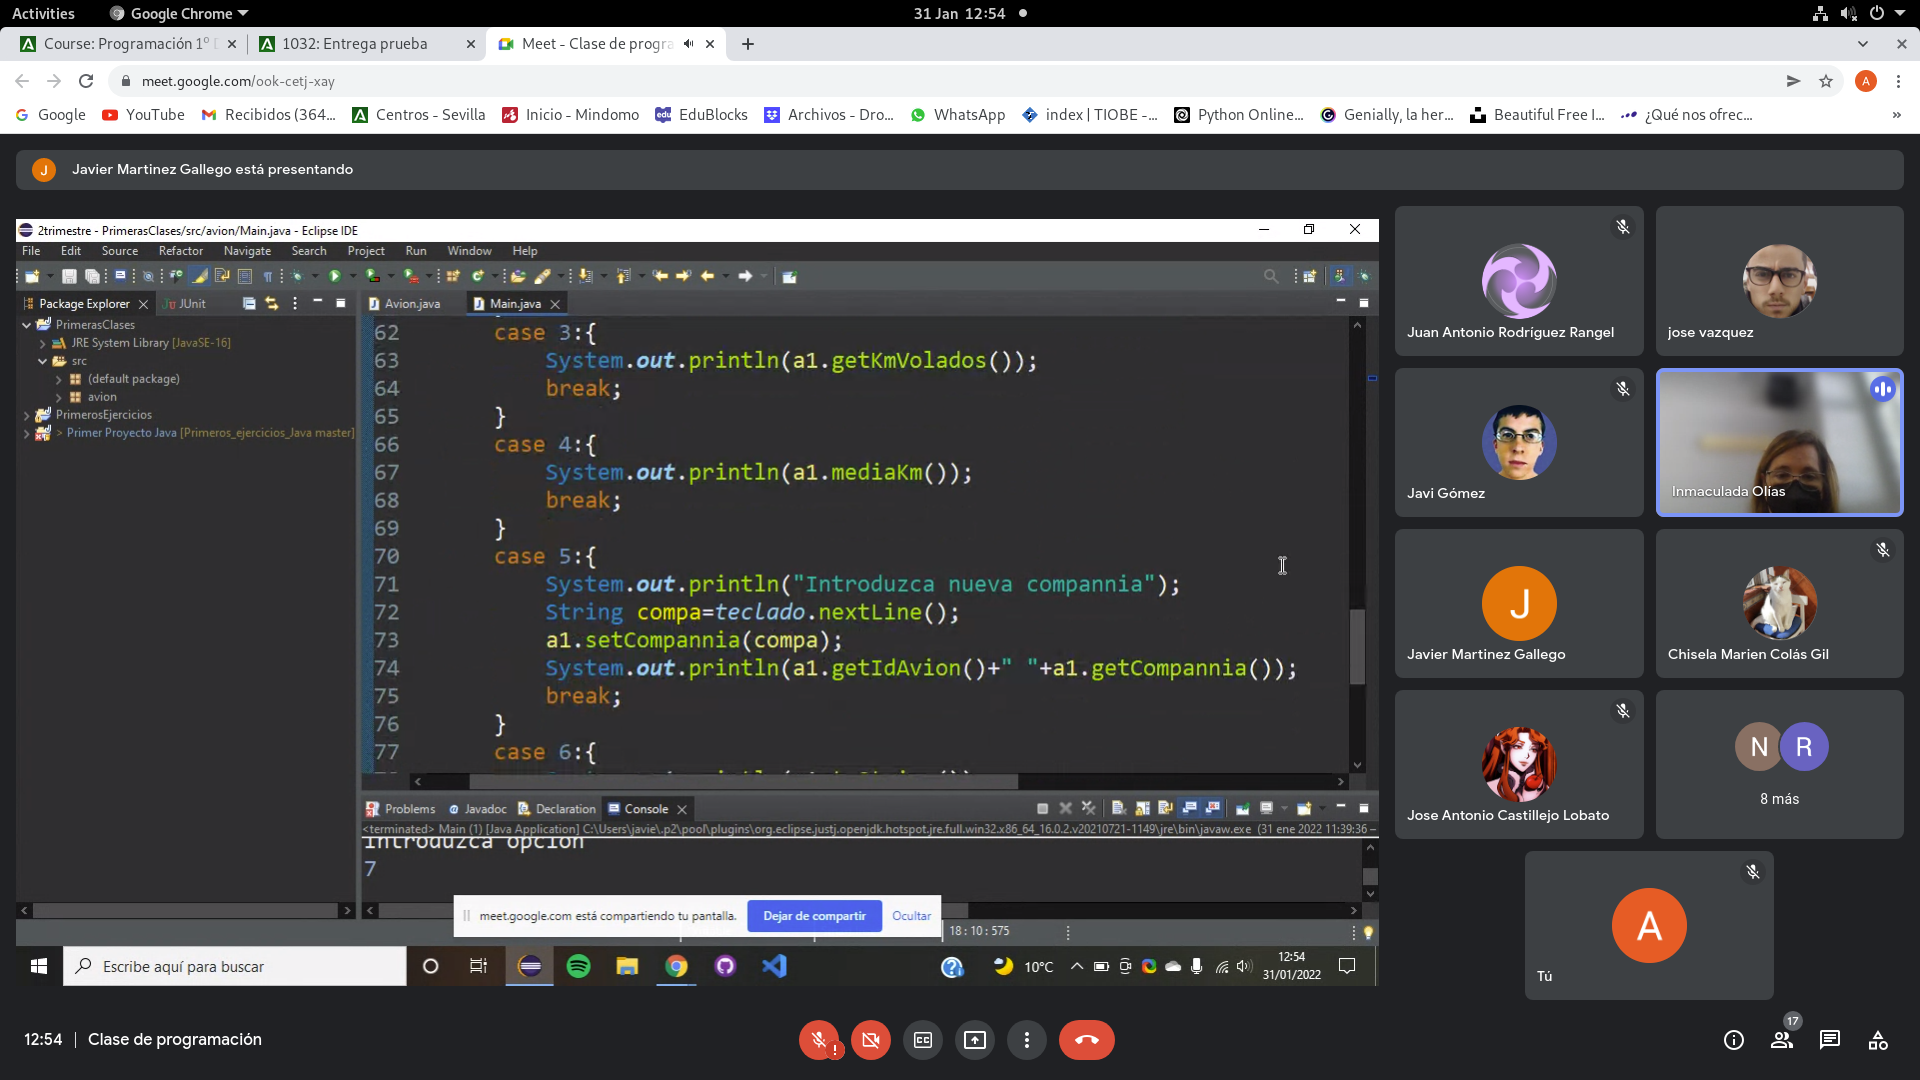 Activities
Google Chrome
31 Jan 12:54
Course: Programación 1º D
1032: Entrega prueba
Meet - Clase de progra
meet.google.com/ook-cetj-xay
A
Google
YouTube
Recibidos (364...
Centros - Sevilla
Inicio - Mindomo
EduBlocks
Archivos - Dro...
WhatsApp
index | TIOBE -...
Python Online...
Genially, la her...
Beautiful Free I...
¿Qué nos ofrec...
»
J
Javier Martinez Gallego está presentando
2trimestre - PrimerasClases/src/avion/Main.java - Eclipse IDE
File Edit Source Refactor Navigate Search Project Run Window Help
Package Explorer
JUnit
Avion.java
Main.java
PrimerasClases
JRE System Library [JavaSE-16]
src
(default package)
avion
PrimerosEjercicios
> Primer Proyecto Java [Primeros_ejercicios_Java master]
62 case 3:{
63 System.out.println(a1.getKmVolados());
64 break;
65 }
66 case 4:{
67 System.out.println(a1.mediaKm());
68 break;
69 }
70 case 5:{
71 System.out.println("Introduzca nueva compannia");
72 String compa=teclado.nextLine();
73 a1.setCompannia(compa);
74 System.out.println(a1.getIdAvion()+" "+a1.getCompannia());
75 break;
76 }
77 case 6:{
Problems
Javadoc
Declaration
Console
<terminated> Main (1) [Java Application] C:\Users\javie\.p2\pool\plugins\org.eclipse.justj.openjdk.hotspot.jre.full.win32.x86_64_16.0.2.v20210721-1149\jre\bin\javaw.exe (31 ene 2022 11:39:36 –
Introduzca opcion
7
meet.google.com está compartiendo tu pantalla.
Dejar de compartir
Ocultar
18 : 10 : 575
Escribe aquí para buscar
10°C
12:54
31/01/2022
Juan Antonio Rodríguez Rangel
jose vazquez
Javi Gómez
Inmaculada Olías
J
Javier Martinez Gallego
Chisela Marien Colás Gil
Jose Antonio Castillejo Lobato
N
R
8 más
A
Tú
12:54
Clase de programación
17